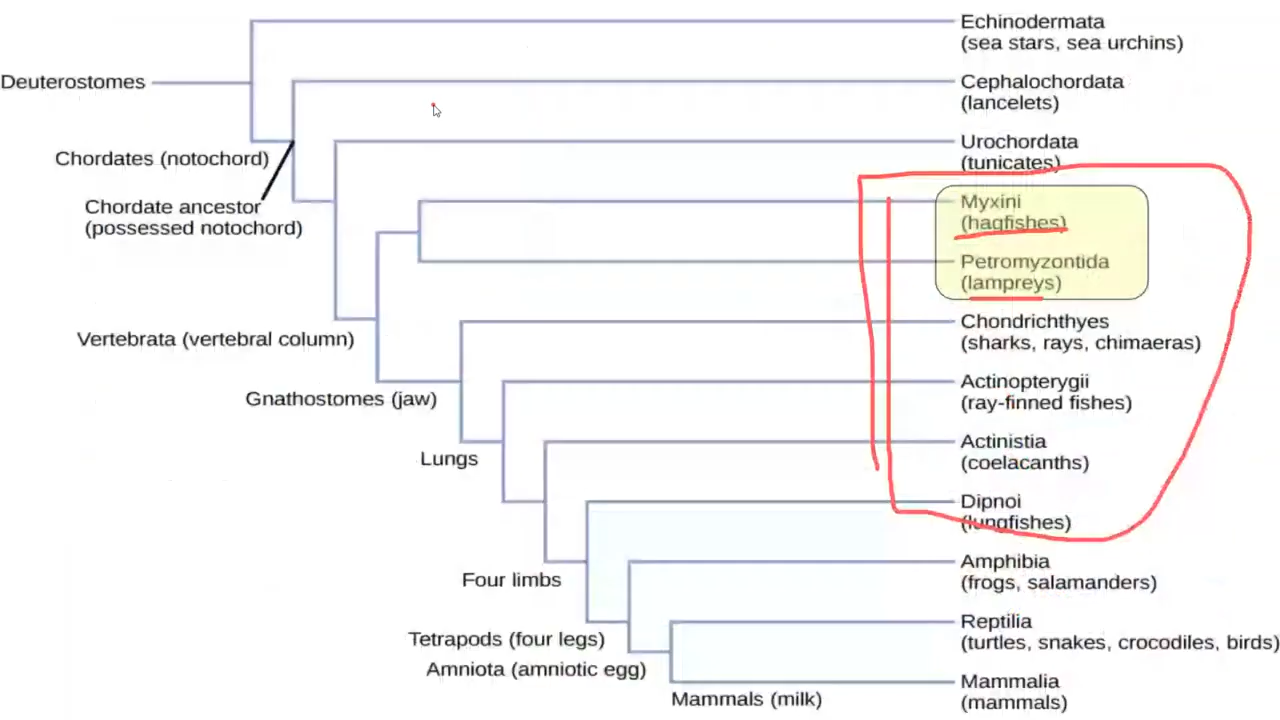 Echinodermata
(sea stars, sea urchins)
Deuterostomes
Cephalochordata
(lancelets)
Chordates (notochord)
Urochordata
(tunicates)
Chordate ancestor
(possessed notochord)
Myxini
(hagfishes)
Petromyzontida
(lampreys)
Vertebrata (vertebral column)
Chondrichthyes
(sharks, rays, chimaeras)
Gnathostomes (jaw)
Actinopterygii
(ray-finned fishes)
Lungs
Actinistia
(coelacanths)
Dipnoi
(lungfishes)
Four limbs
Amphibia
(frogs, salamanders)
Tetrapods (four legs)
Reptilia
(turtles, snakes, crocodiles, birds)
Amniota (amniotic egg)
Mammals (milk)
Mammalia
(mammals)